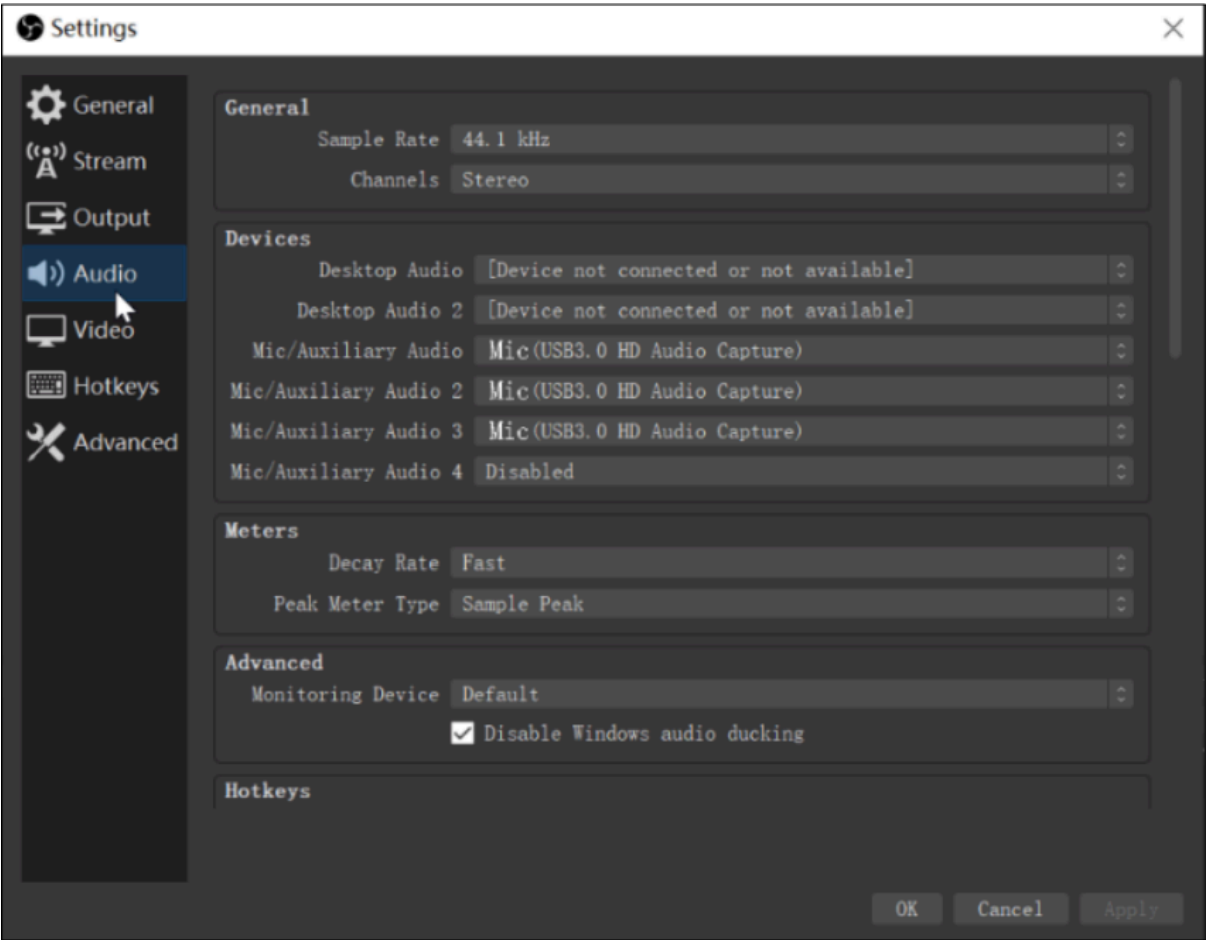 Settings
General
Stream
Output
Audio
Video
Hotkeys
Advanced
General
Sample Rate 44.1 kHz
Channels Stereo
Devices
Desktop Audio [Device not connected or not available]
Desktop Audio 2 [Device not connected or not available]
Mic/Auxiliary Audio Mic(USB3.0 HD Audio Capture)
Mic/Auxiliary Audio 2 Mic(USB3.0 HD Audio Capture)
Mic/Auxiliary Audio 3 Mic(USB3.0 HD Audio Capture)
Mic/Auxiliary Audio 4 Disabled
Meters
Decay Rate Fast
Peak Meter Type Sample Peak
Advanced
Monitoring Device Default
Disable Windows audio ducking
Hotkeys
OK Cancel Apply